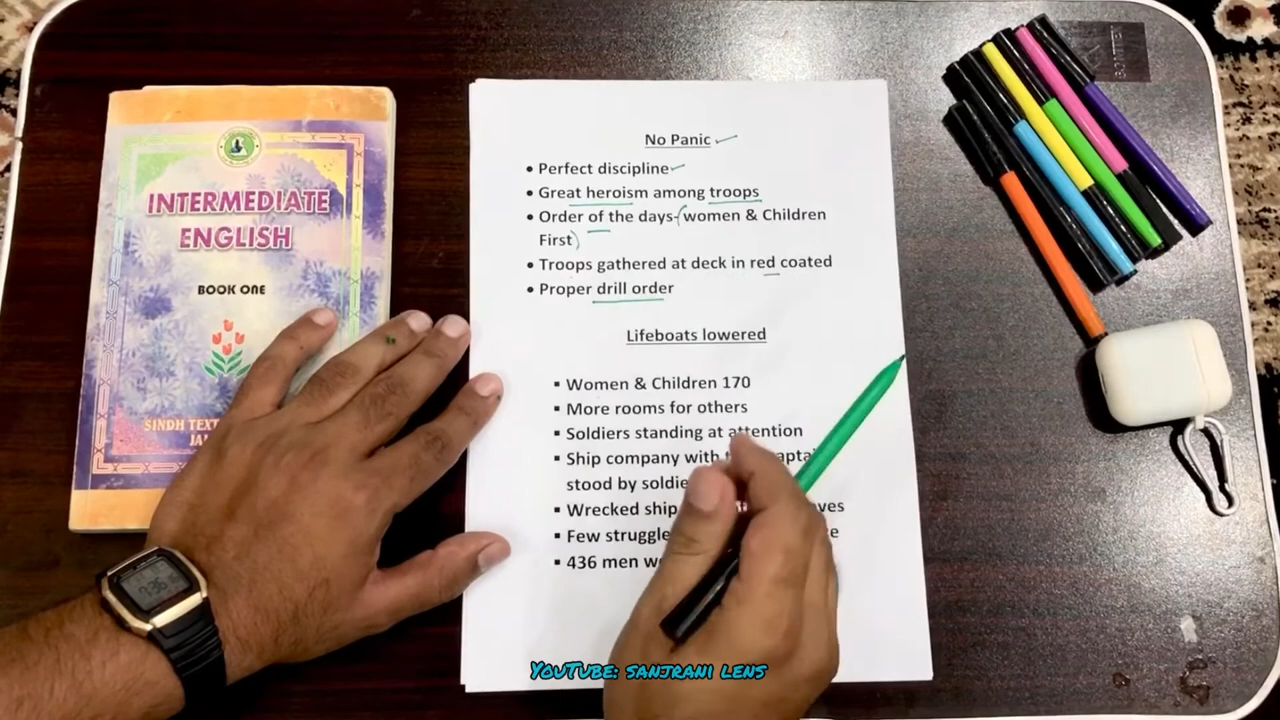 INTERMEDIATE
ENGLISH
BOOK ONE
SINDH
No Panic
• Perfect discipline
• Great heroism among troops
• Order of the days-(women & Children
First)
• Troops gathered at deck in red coated
• Proper drill order
Lifeboats lowered
▪ Women & Children 170
▪ More rooms for others
▪ Soldiers standing at attention
▪ Ship company with
stood by
▪ Wrecked ship
▪ Few
▪ 436 men
YouTube: sanjrani lens